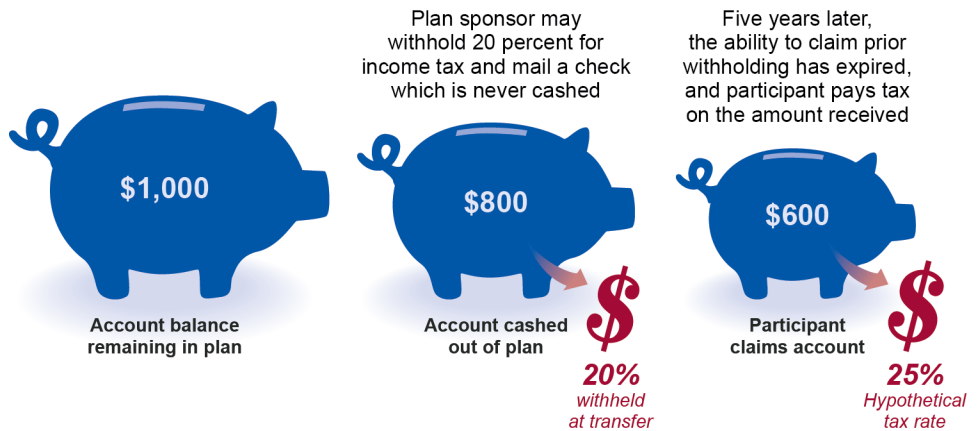 Plan sponsor may
withhold 20 percent for
income tax and mail a check
which is never cashed
Five years later,
the ability to claim prior
withholding has expired,
and participant pays tax
on the amount received
$1,000
$800
$600
$
$
Account balance
remaining in plan
Account cashed
out of plan
Participant
claims account
20%
withheld
at transfer
25%
Hypothetical
tax rate